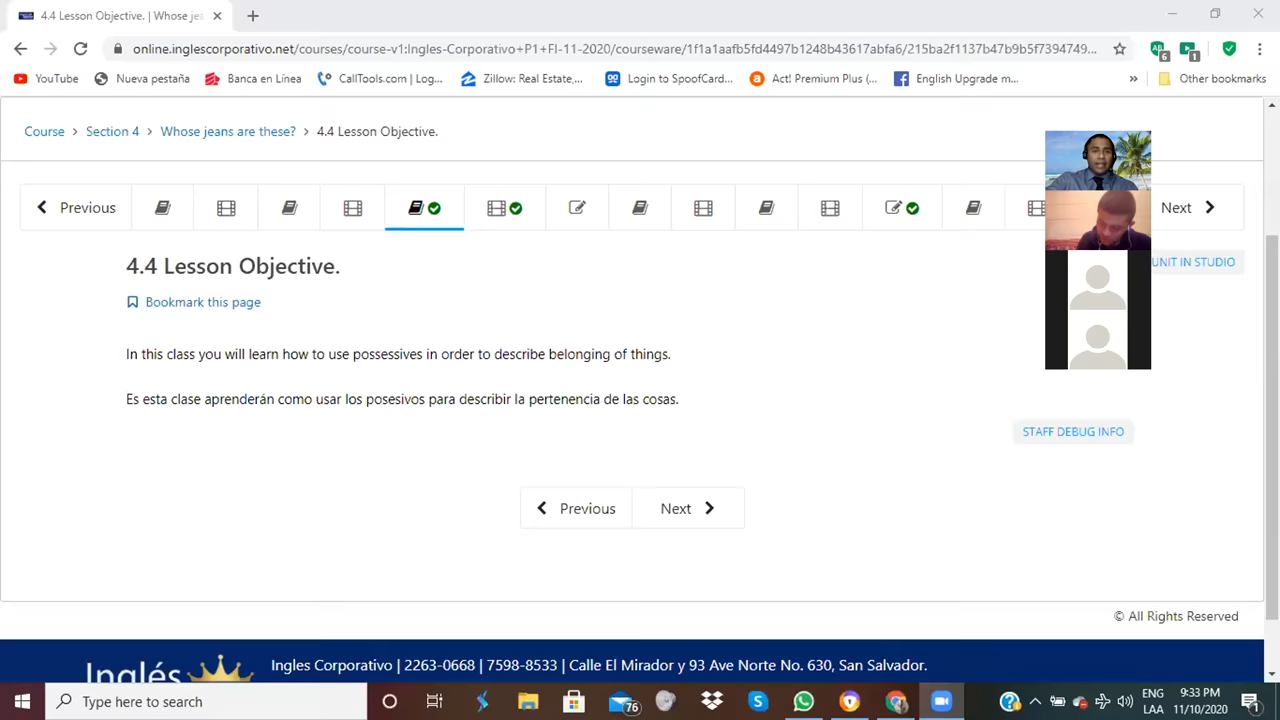 4.4 Lesson Objective. | Whose jea
online.inglescorporativo.net/courses/course-v1:Ingles-Corporativo+P1+FI-11-2020/courseware/1f1a1aafb5fd4497b1248b43617abfa6/215ba2f1137b47b9b5f7394749...
6
1
YouTube
Nueva pestaña
Banca en Línea
CallTools.com | Log...
Zillow: Real Estate,...
Login to SpoofCard...
Act! Premium Plus (...
English Upgrade m...
»
Other bookmarks
Course > Section 4 > Whose jeans are these? > 4.4 Lesson Objective.
Previous
Next
UNIT IN STUDIO
4.4 Lesson Objective.
Bookmark this page
In this class you will learn how to use possessives in order to describe belonging of things.
Es esta clase aprenderán como usar los posesivos para describir la pertenencia de las cosas.
STAFF DEBUG INFO
Previous
Next
© All Rights Reserved
Inglés
Ingles Corporativo | 2263-0668 | 7598-8533 | Calle El Mirador y 93 Ave Norte No. 630, San Salvador.
Type here to search
76
ENG
LAA
9:33 PM
11/10/2020
1